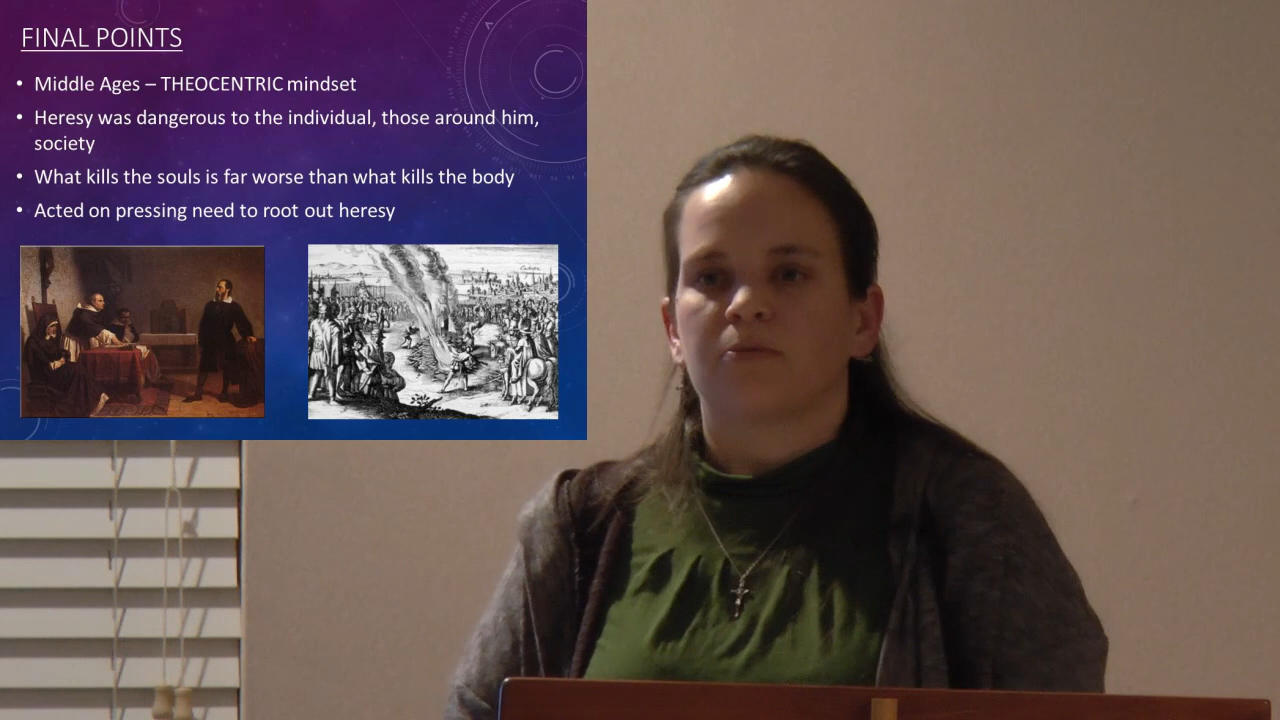 FINAL POINTS
• Middle Ages – THEOCENTRIC mindset
• Heresy was dangerous to the individual, those around him,
society
• What kills the souls is far worse than what kills the body
• Acted on pressing need to root out heresy